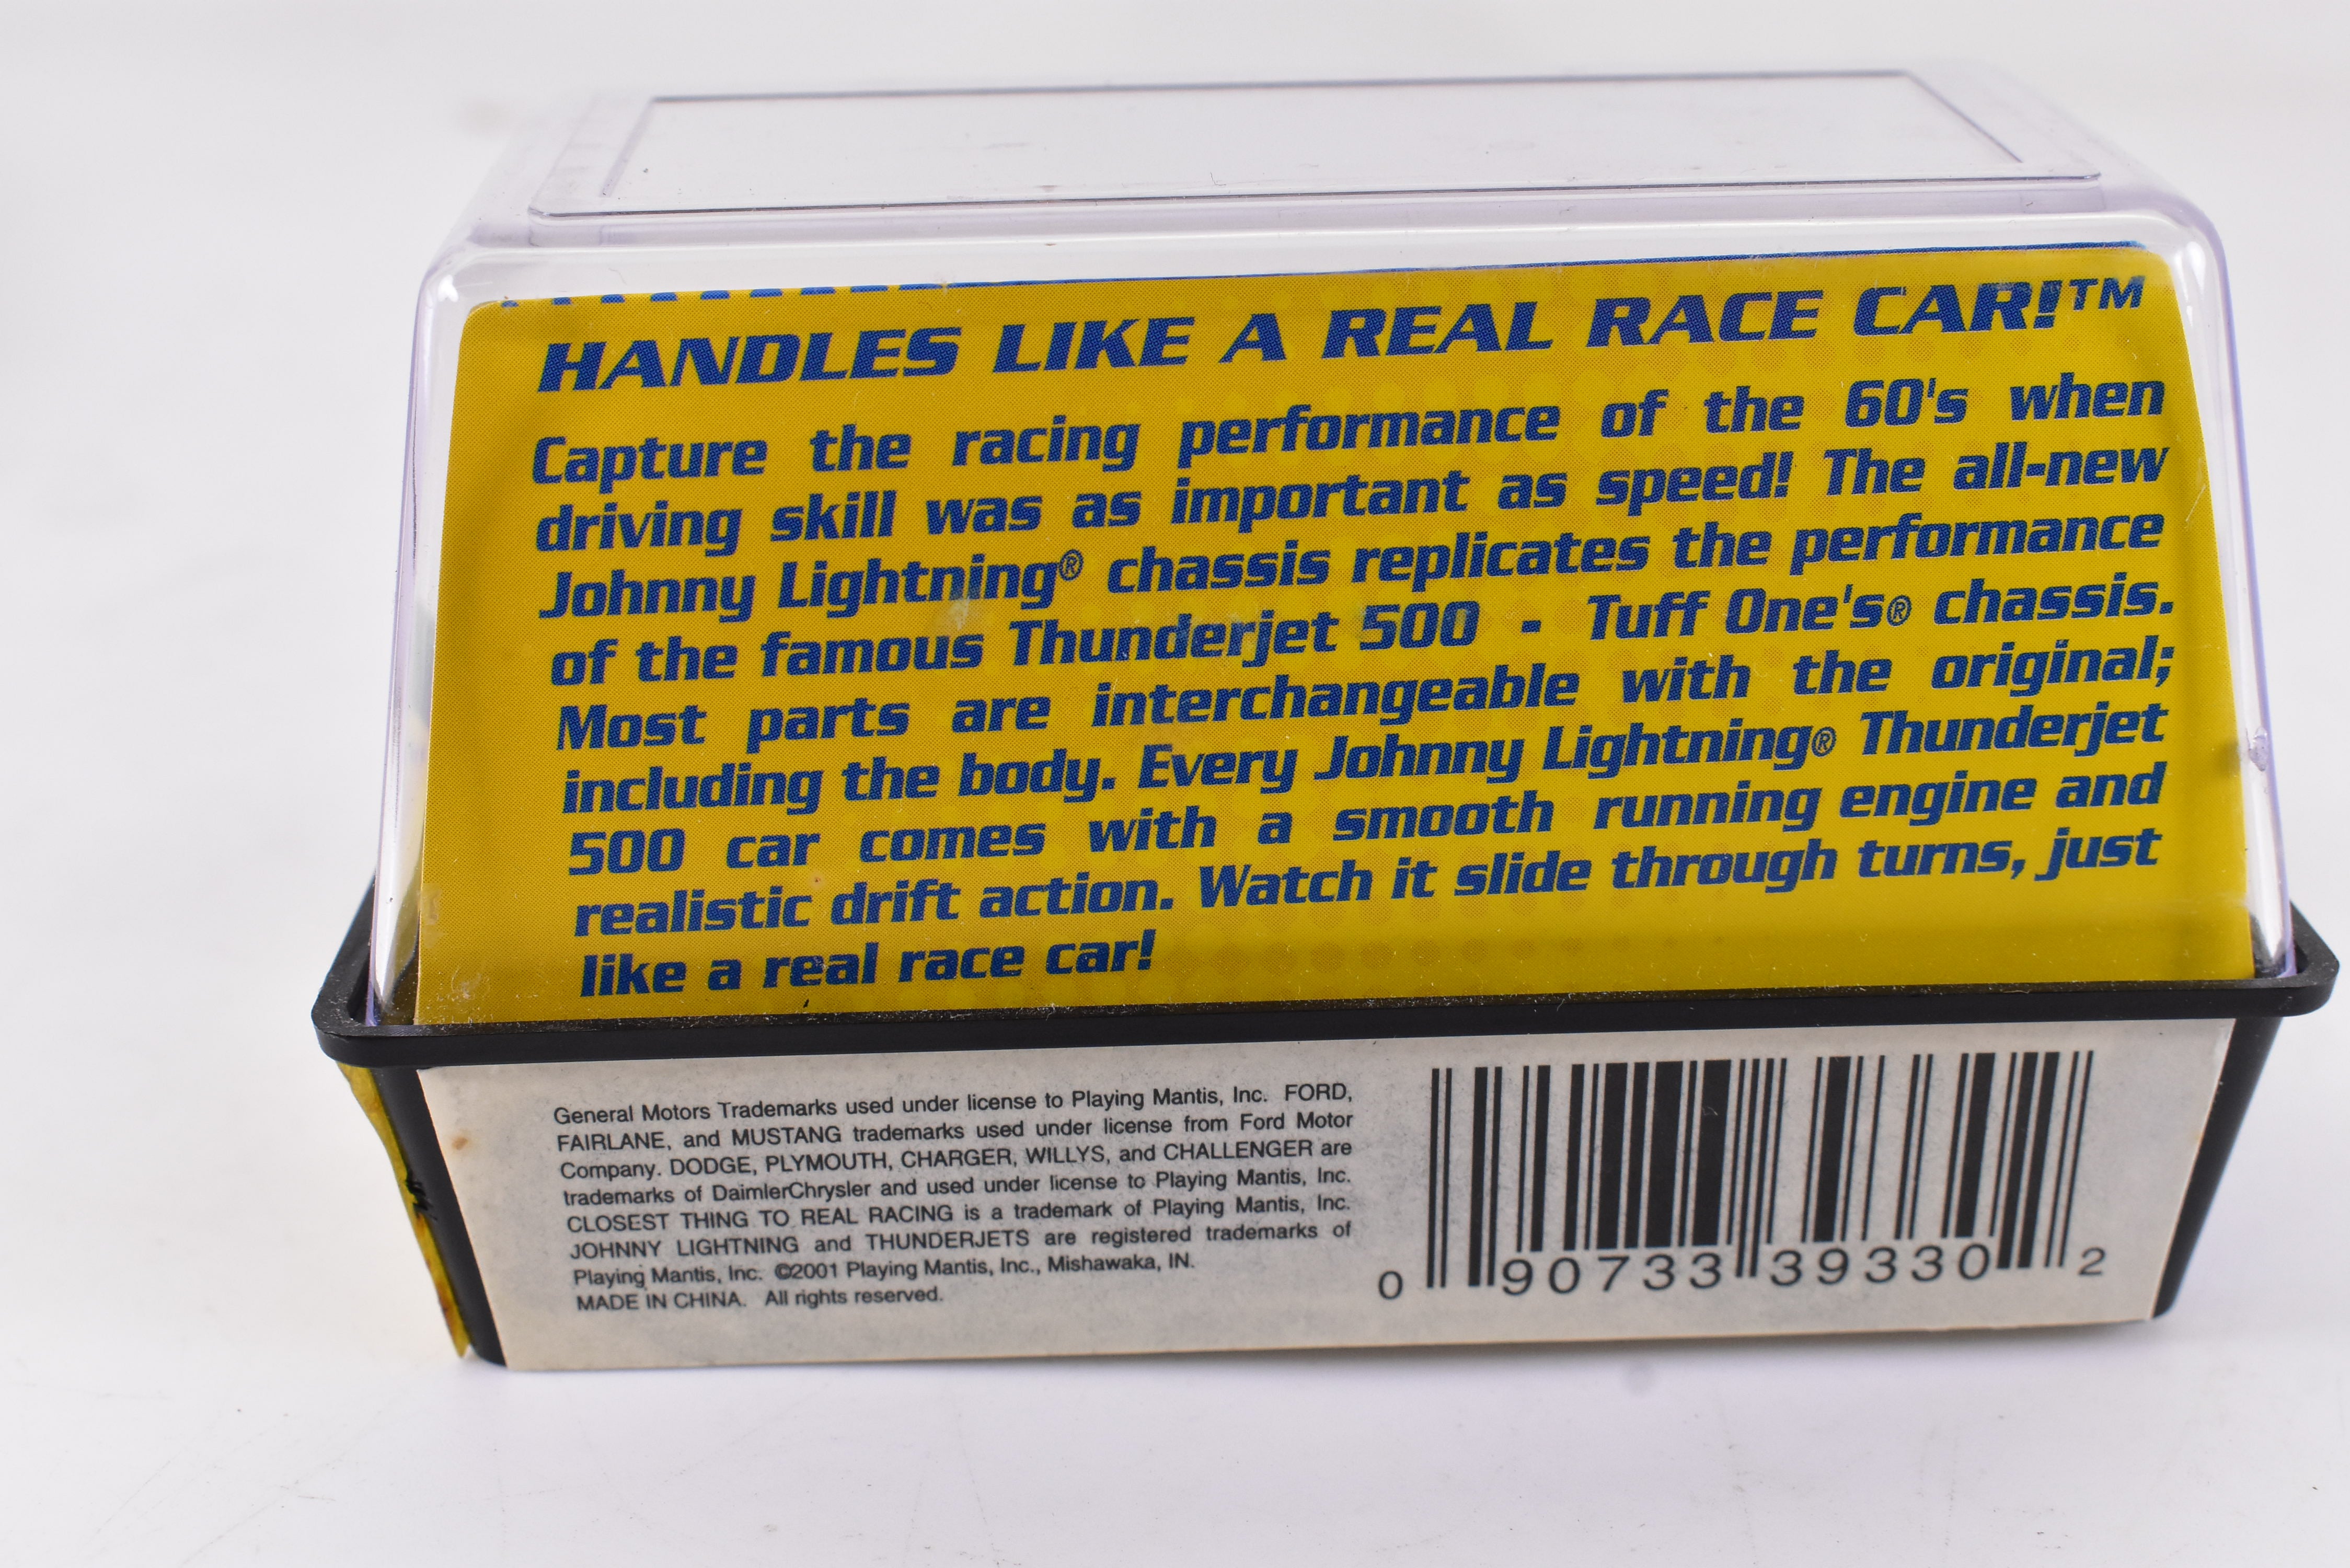 HANDLES LIKE A REAL RACE CAR!™
Capture the racing performance of the 60's when
driving skill was as important as speed! The all-new
Johnny Lightning® chassis replicates the performance
of the famous Thunderjet 500 - Tuff One's® chassis.
Most parts are interchangeable with the original;
including the body. Every Johnny Lightning® Thunderjet
500 car comes with a smooth running engine and
realistic drift action. Watch it slide through turns, just
like a real race car!
General Motors Trademarks used under license to Playing Mantis, Inc. FORD,
FAIRLANE, and MUSTANG trademarks used under license from Ford Motor
Company. DODGE, PLYMOUTH, CHARGER, WILLYS, and CHALLENGER are
trademarks of DaimlerChrysler and used under license to Playing Mantis, Inc.
CLOSEST THING TO REAL RACING is a trademark of Playing Mantis, Inc.
JOHNNY LIGHTNING and THUNDERJETS are registered trademarks of
Playing Mantis, Inc. ©2001 Playing Mantis, Inc., Mishawaka, IN.
MADE IN CHINA. All rights reserved.
0 90733 39330 2